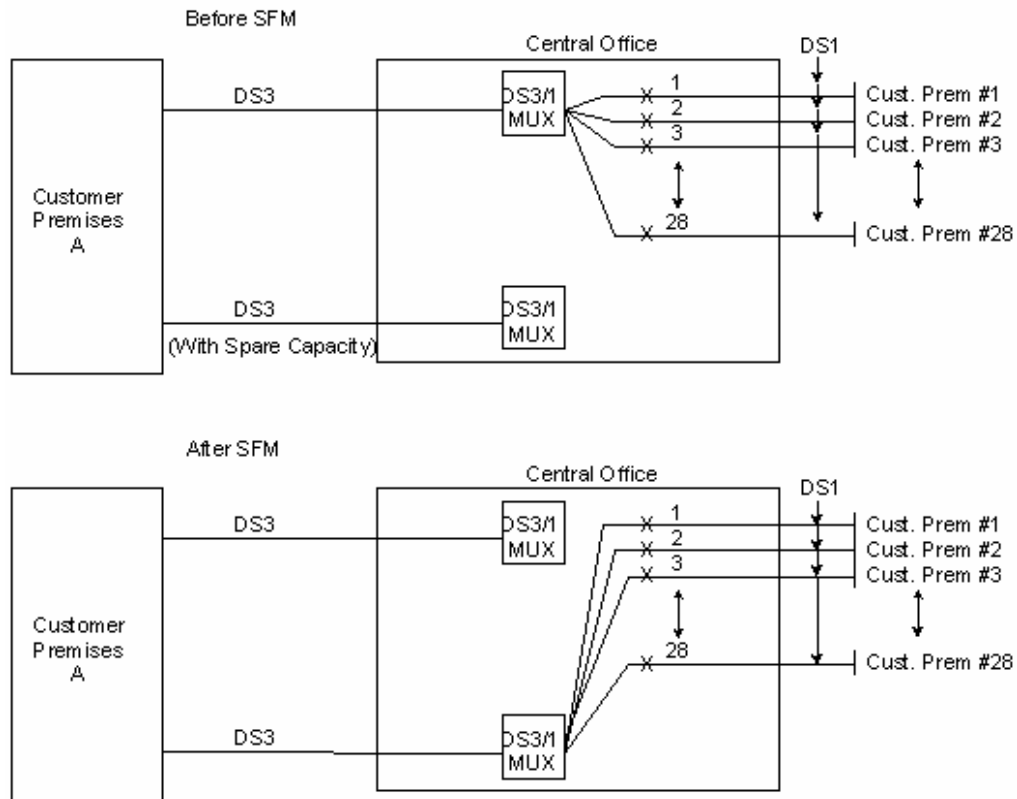 Before SFM
Central Office
DS1
DS3
DS3/1
MUX
1
2
3
28
Cust. Prem #1
Cust. Prem #2
Cust. Prem #3
Cust. Prem #28
Customer
Premises
A
DS3
(With Spare Capacity)
DS3/1
MUX
After SFM
Central Office
DS1
DS3
DS3/1
MUX
1
2
3
28
Cust. Prem #1
Cust. Prem #2
Cust. Prem #3
Cust. Prem #28
Customer
Premises
A
DS3
DS3/1
MUX